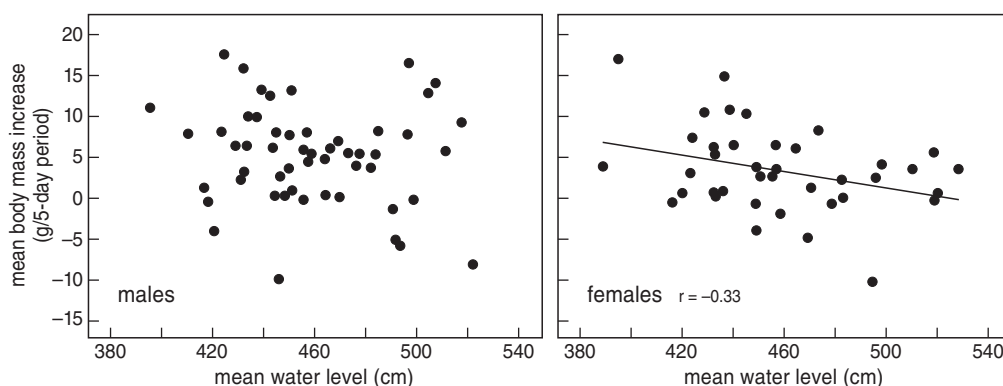 mean body mass increase
(g/5-day period)
20
15
10
5
0
−5
−10
−15
males
380 420 460 500 540
mean water level (cm)
females r = −0.33
380 420 460 500 540
mean water level (cm)